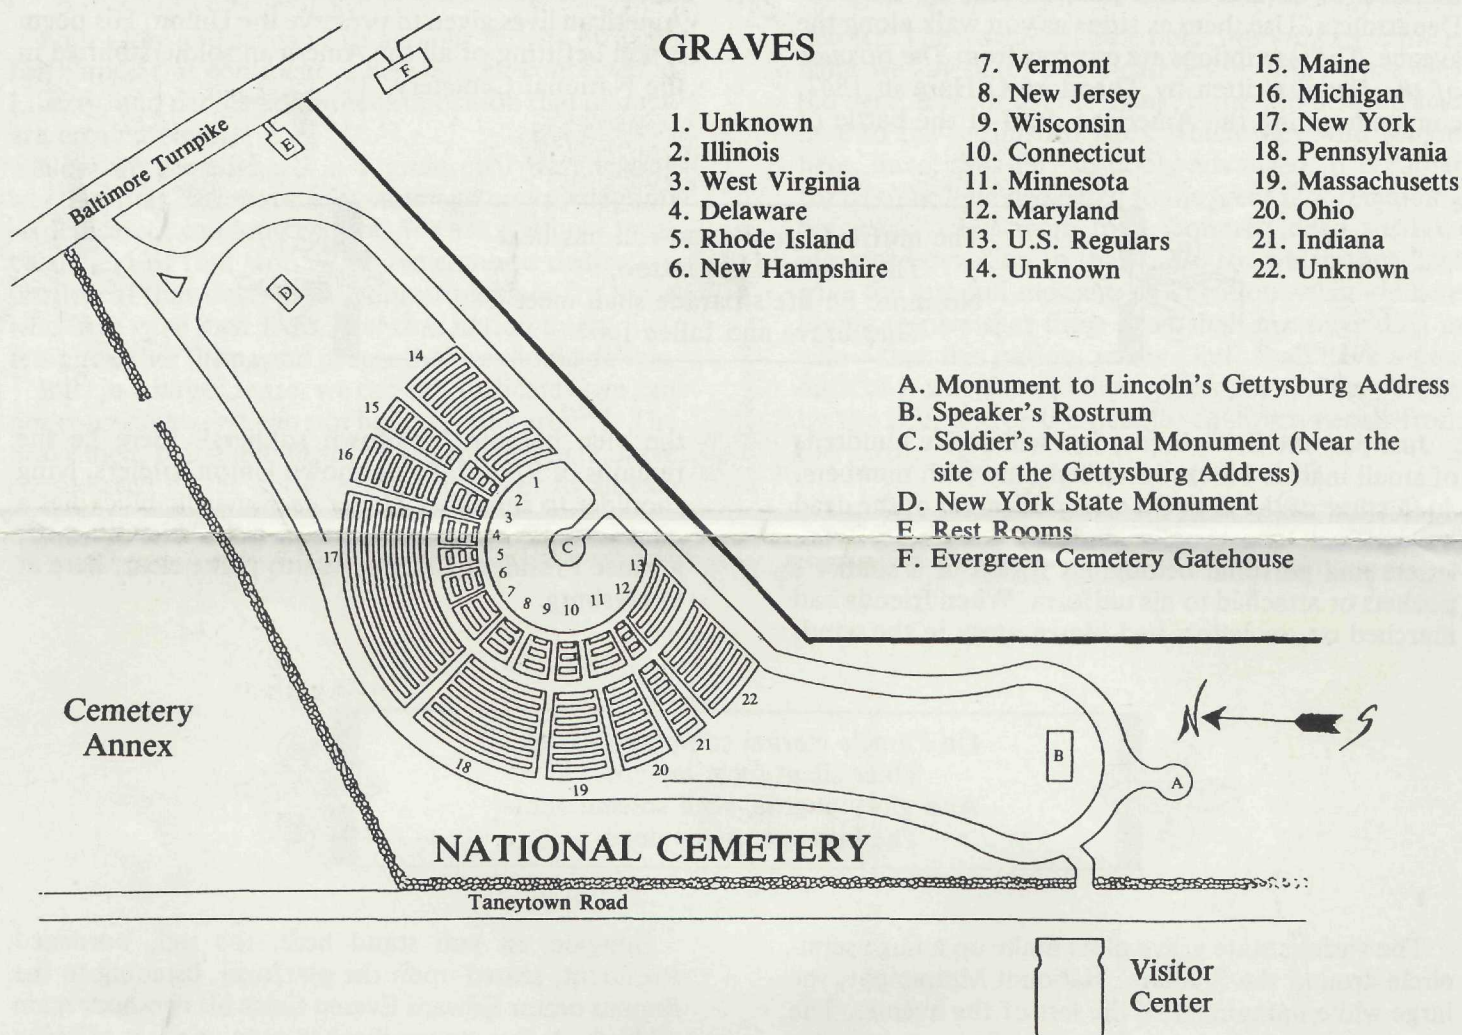 GRAVES
1. Unknown
2. Illinois
3. West Virginia
4. Delaware
5. Rhode Island
6. New Hampshire
7. Vermont
8. New Jersey
9. Wisconsin
10. Connecticut
11. Minnesota
12. Maryland
13. U.S. Regulars
14. Unknown
15. Maine
16. Michigan
17. New York
18. Pennsylvania
19. Massachusetts
20. Ohio
21. Indiana
22. Unknown
A. Monument to Lincoln's Gettysburg Address
B. Speaker's Rostrum
C. Soldier's National Monument (Near the
site of the Gettysburg Address)
D. New York State Monument
E. Rest Rooms
F. Evergreen Cemetery Gatehouse
F
Baltimore Turnpike
E
D
14
15
16
17
18
19
20
21
22
1
2
3
4
5
6
7
8
9
10
11
12
13
C
B
A
N
S
Cemetery
Annex
NATIONAL CEMETERY
Taneytown Road
Visitor
Center